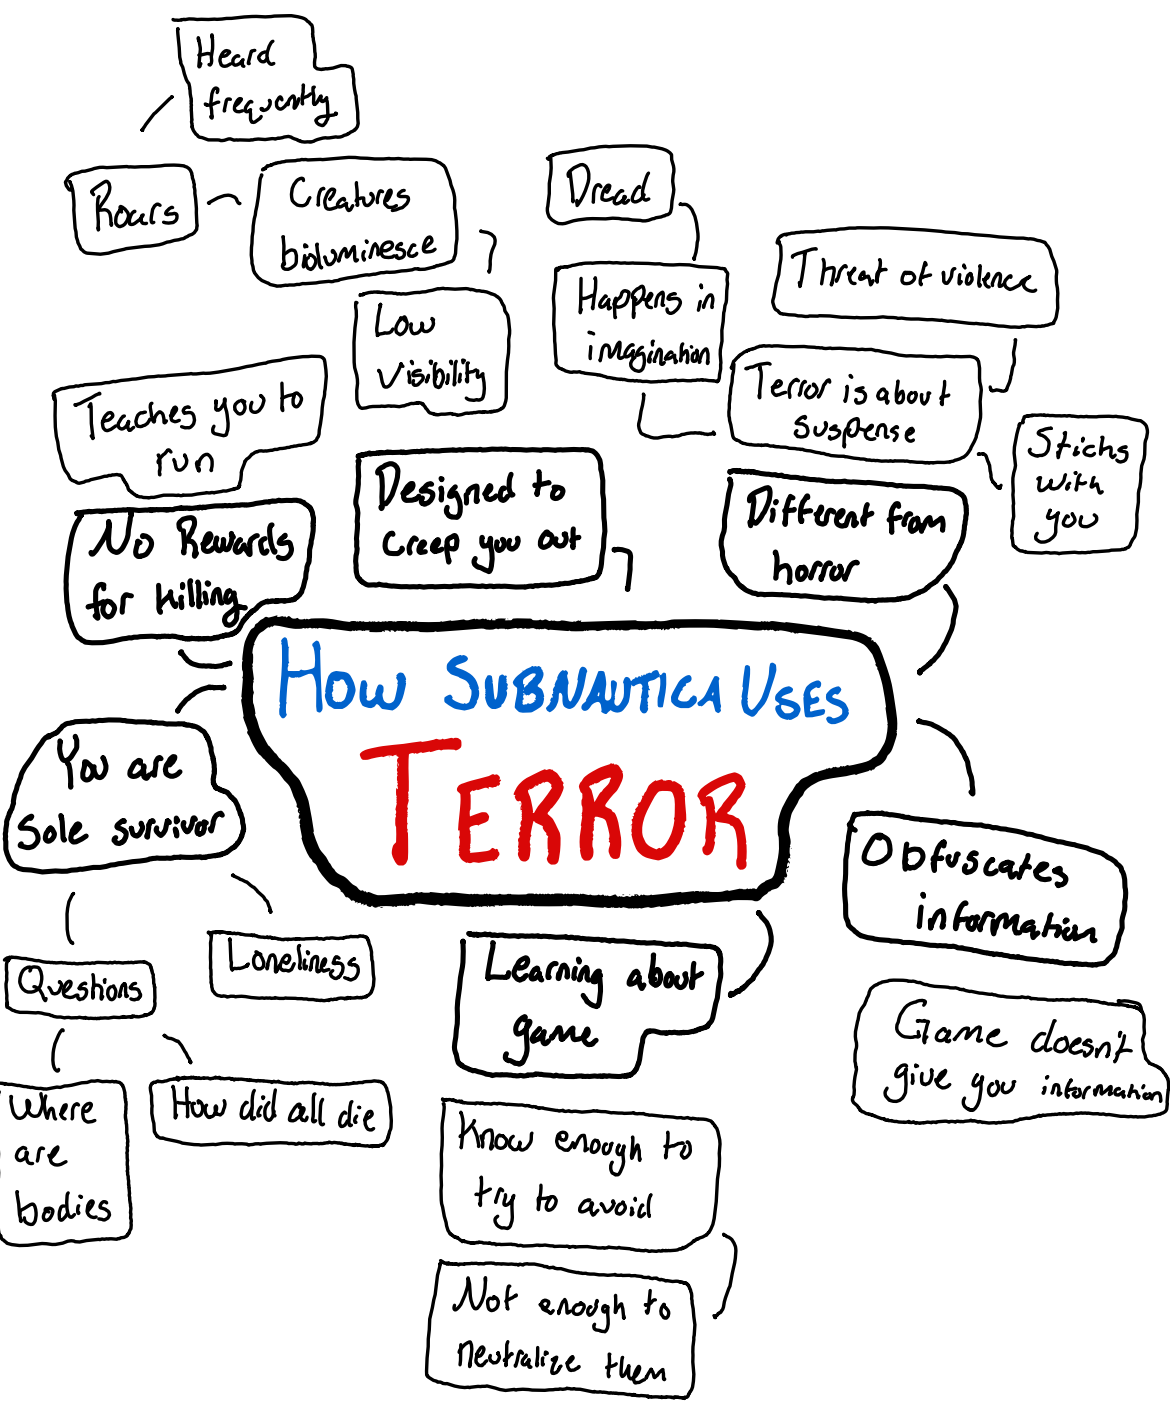 Heard
frequently
Roars
Creatures
bioluminesce
Low
visibility
Dread
Happens in
imagination
Threat of violence
Terror is about
suspense
Sticks
with
you
Teaches you to
run
No Rewards
for killing
Designed to
creep you out
Different from
horror
HOW SUBNAUTICA USES
TERROR
You are
sole survivor
Questions
Loneliness
Where
are
bodies
How did all die
Learning about
game
Know enough to
try to avoid
Not enough to
neutralize them
Obfuscates
information
Game doesn't
give you information